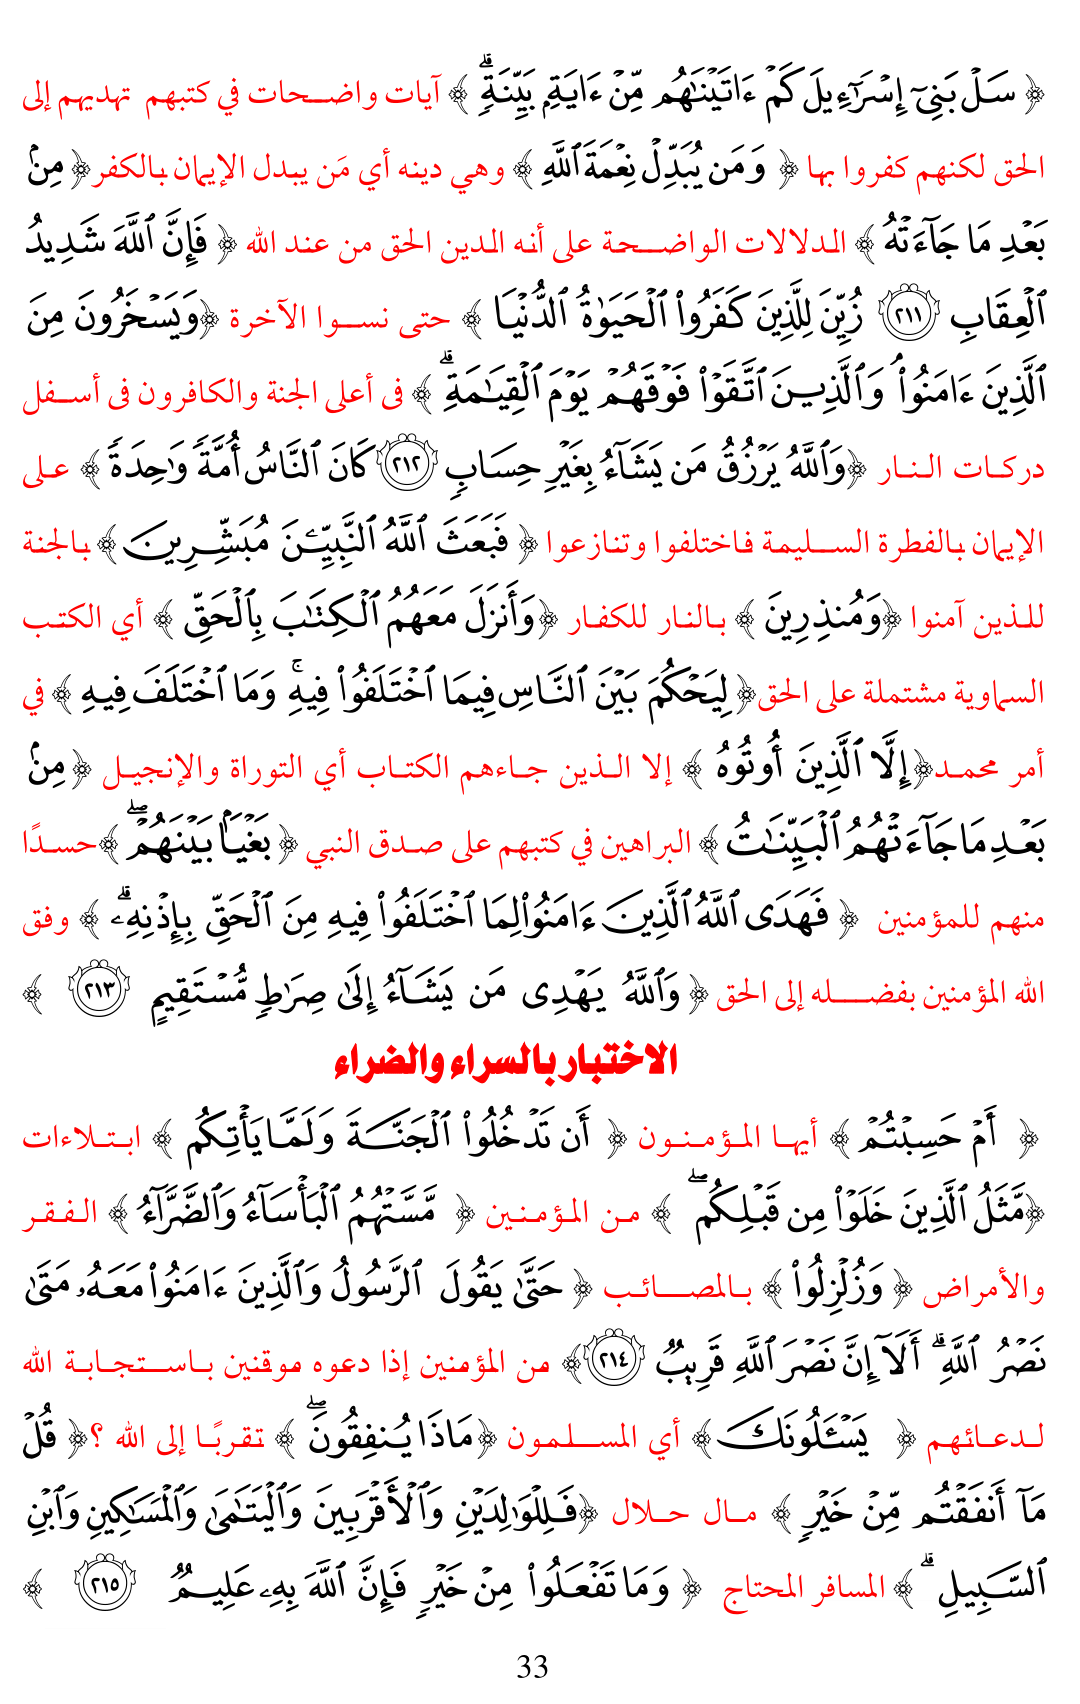 ﴿ سَلْ بَنِيٓ إِسْرَٰٓءِيلَ كَمْ ءَاتَيْنَٰهُم مِّنْ ءَايَةٍۭ بَيِّنَةٍۗ ﴾ آيات واضحات في كتبهم تهديهم إلى
الحق لكنهم كفروا بها ﴿ وَمَن يُبَدِّلْ نِعْمَةَ ٱللَّهِ ﴾ وهي دينه أي مَن يبدل الإيمان بالكفر ﴿ مِنۢ
بَعْدِ مَا جَآءَتْهُ ﴾ المدلالات الواضحة على أنه المدين الحق من عند الله ﴿ فَإِنَّ ٱللَّهَ شَدِيدُ
ٱلْعِقَابِ ٢١١ زُيِّنَ لِلَّذِينَ كَفَرُوا۟ ٱلْحَيَوٰةُ ٱلدُّنْيَا ﴾ حتى نسوا الآخرة ﴿وَيَسْخَرُونَ مِنَ
ٱلَّذِينَ ءَامَنُوا۟ۘ وَٱلَّذِينَ ٱتَّقَوْا۟ فَوْقَهُمْ يَوْمَ ٱلْقِيَٰمَةِۗ ﴾ فى أعلى الجنة والكافرون فى أسفل
دركات النار ﴿وَٱللَّهُ يَرْزُقُ مَن يَشَآءُ بِغَيْرِ حِسَابٍ ٢١٢ كَانَ ٱلنَّاسُ أُمَّةً وَٰحِدَةً ﴾ على
الإيمان بالفطرة السليمة فاختلفوا وتنازعوا ﴿ فَبَعَثَ ٱللَّهُ ٱلنَّبِيِّـۧنَ مُبَشِّرِينَ ﴾ بالجنة
للذين آمنوا ﴿وَمُنذِرِينَ ﴾ بالنار للكفار ﴿وَأَنزَلَ مَعَهُمُ ٱلْكِتَٰبَ بِٱلْحَقِّ ﴾ أي الكتب
السماوية مشتملة على الحق ﴿ لِيَحْكُمَ بَيْنَ ٱلنَّاسِ فِيمَا ٱخْتَلَفُوا۟ فِيهِۚ وَمَا ٱخْتَلَفَ فِيهِ ﴾ في
أمر محمد ﴿إِلَّا ٱلَّذِينَ أُوتُوهُ ﴾ إلا الذين جاءهم الكتاب أي التوراة والإنجيل ﴿ مِنۢ
بَعْدِ مَا جَآءَتْهُمُ ٱلْبَيِّنَٰتُ ﴾ البراهين في كتبهم على صدق النبي ﴿ بَغْيًۢا بَيْنَهُمْۖ ﴾ حسدًا
منهم للمؤمنين ﴿ فَهَدَى ٱللَّهُ ٱلَّذِينَ ءَامَنُوا۟ لِمَا ٱخْتَلَفُوا۟ فِيهِ مِنَ ٱلْحَقِّ بِإِذْنِهِۦۗ ﴾ وفق
الله المؤمنين بفضله إلى الحق ﴿ وَٱللَّهُ يَهْدِى مَن يَشَآءُ إِلَىٰ صِرَٰطٍ مُّسْتَقِيمٍ ٢١٣ ﴾
الاختبار بالسراء والضراء
﴿ أَمْ حَسِبْتُمْ ﴾ أيها المؤمنون ﴿ أَن تَدْخُلُوا۟ ٱلْجَنَّةَ وَلَمَّا يَأْتِكُم ﴾ ابتلاءات
﴿مَّثَلُ ٱلَّذِينَ خَلَوْا۟ مِن قَبْلِكُمۖ ﴾ من المؤمنين ﴿ مَّسَّتْهُمُ ٱلْبَأْسَآءُ وَٱلضَّرَّآءُ ﴾ الفقر
والأمراض ﴿ وَزُلْزِلُوا۟ ﴾ بالمصائب ﴿ حَتَّىٰ يَقُولَ ٱلرَّسُولُ وَٱلَّذِينَ ءَامَنُوا۟ مَعَهُۥ مَتَىٰ
نَصْرُ ٱللَّهِۗ أَلَآ إِنَّ نَصْرَ ٱللَّهِ قَرِيبٌ ٢١٤ ﴾ من المؤمنين إذا دعوه موقنين باستجابة الله
لدعائهم ﴿ يَسْـَٔلُونَكَ ﴾ أي المسلمون ﴿مَاذَا يُنفِقُونَۖ ﴾ تقربًا إلى الله ؟ ﴿ قُلْ
مَآ أَنفَقْتُم مِّنْ خَيْرٍ ﴾ مال حلال ﴿فَلِلْوَٰلِدَيْنِ وَٱلْأَقْرَبِينَ وَٱلْيَتَٰمَىٰ وَٱلْمَسَٰكِينِ وَٱبْنِ
ٱلسَّبِيلِۗ ﴾ المسافر المحتاج ﴿ وَمَا تَفْعَلُوا۟ مِنْ خَيْرٍ فَإِنَّ ٱللَّهَ بِهِۦ عَلِيمٌ ٢١٥ ﴾
33